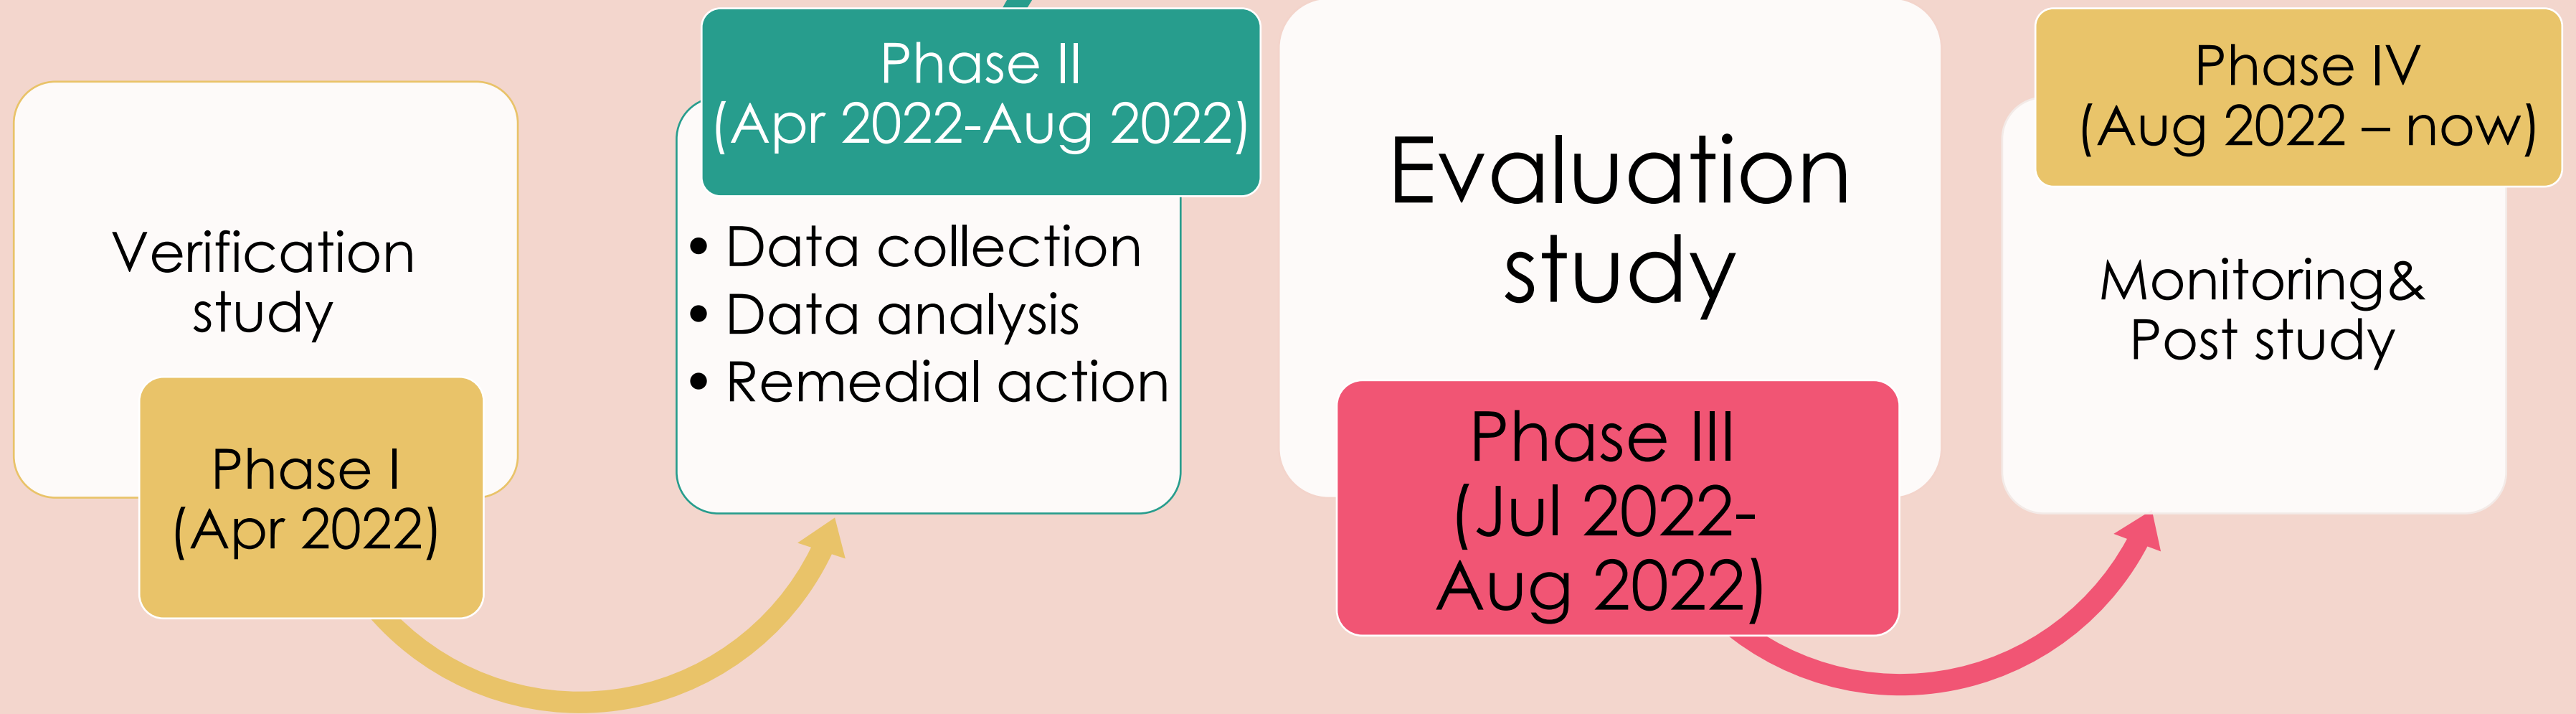 Verification
study
Phase I
(Apr 2022)
Phase II
(Apr 2022-Aug 2022)
• Data collection
• Data analysis
• Remedial action
Evaluation
study
Phase III
(Jul 2022-
Aug 2022)
Phase IV
(Aug 2022 – now)
Monitoring&
Post study